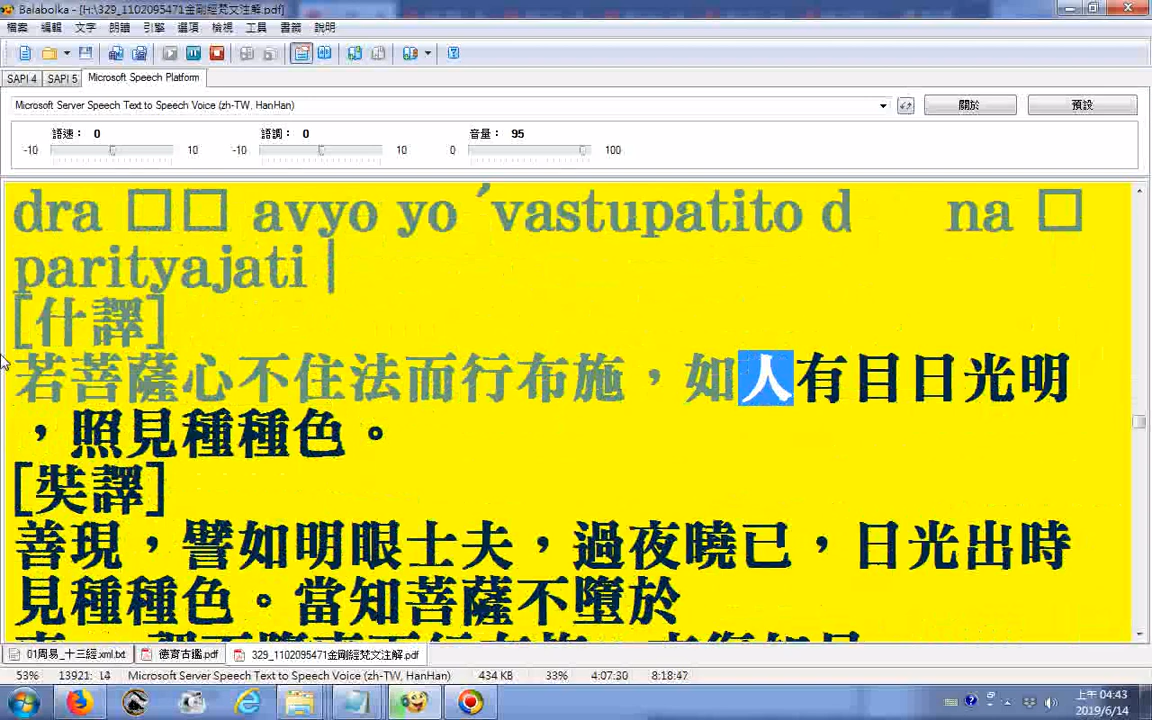 Balabolka - [H:\329_1102095471金剛經梵文注解.pdf]
檔案 編輯 文字 朗讀 引擎 選項 檢視 工具 書籤 說明
SAPI 4 SAPI 5 Microsoft Speech Platform
Microsoft Server Speech Text to Speech Voice (zh-TW, HanHan) 關於 預設
語速： 0 語調： 0 音量： 95
-10 10 -10 10 0 100
dra □□ avyo yo ´vastupatito d na □
parityajati |
[什譯]
若菩薩心不住法而行布施，如人有目日光明
，照見種種色。
[奘譯]
善現，譬如明眼士夫，過夜曉已，日光出時
見種種色。當知菩薩不墮於
01周易_十三經.xml.txt 德育古鑑.pdf 329_1102095471金剛經梵文注解.pdf
53% 13921: 14 Microsoft Server Speech Text to Speech Voice (zh-TW, HanHan) 434 KB 33% 4:07:30 8:18:47
上午 04:43
2019/6/14